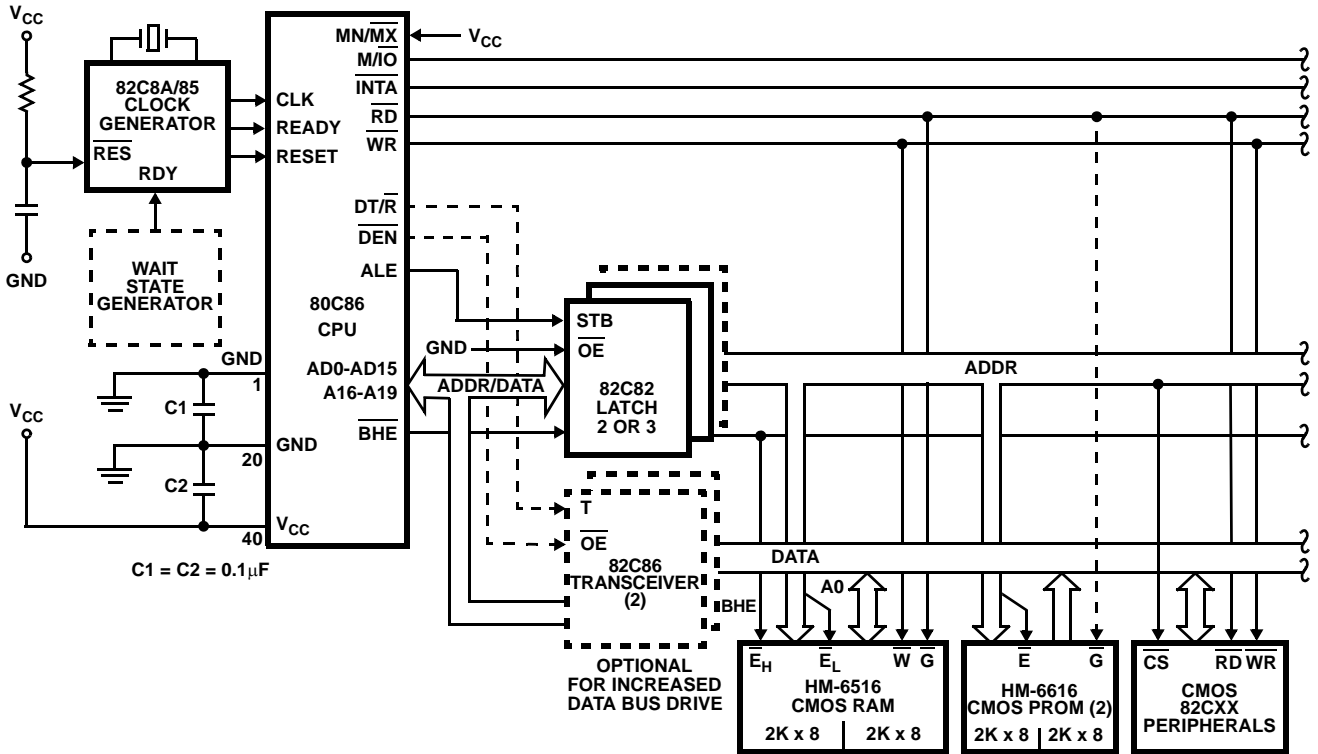 VCC
GND
82C8A/85
CLOCK
GENERATOR
RES
RDY
WAIT
STATE
GENERATOR
VCC
C1
C2
C1 = C2 = 0.1μF
GND
1
GND
20
VCC
40
CLK
READY
RESET
80C86
CPU
MN/MX
VCC
M/IO
INTA
RD
WR
DT/R
DEN
ALE
AD0-AD15
A16-A19
BHE
GND
ADDR/DATA
STB
OE
82C82
LATCH
2 OR 3
T
OE
82C86
TRANSCEIVER
(2)
OPTIONAL
FOR INCREASED
DATA BUS DRIVE
ADDR
DATA
BHE
A0
EH
EL
W
G
HM-6516
CMOS RAM
2K x 8
2K x 8
E
G
HM-6616
CMOS PROM (2)
2K x 8
2K x 8
CS
RD
WR
CMOS
82CXX
PERIPHERALS